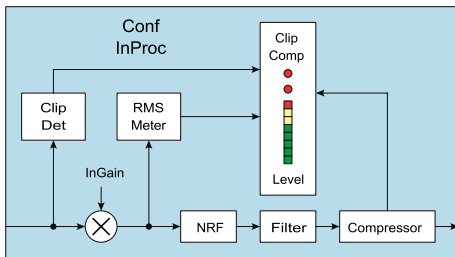 Conf
InProc
Clip
Comp
Clip
Det
RMS
Meter
InGain
Level
NRF
Filter
Compressor